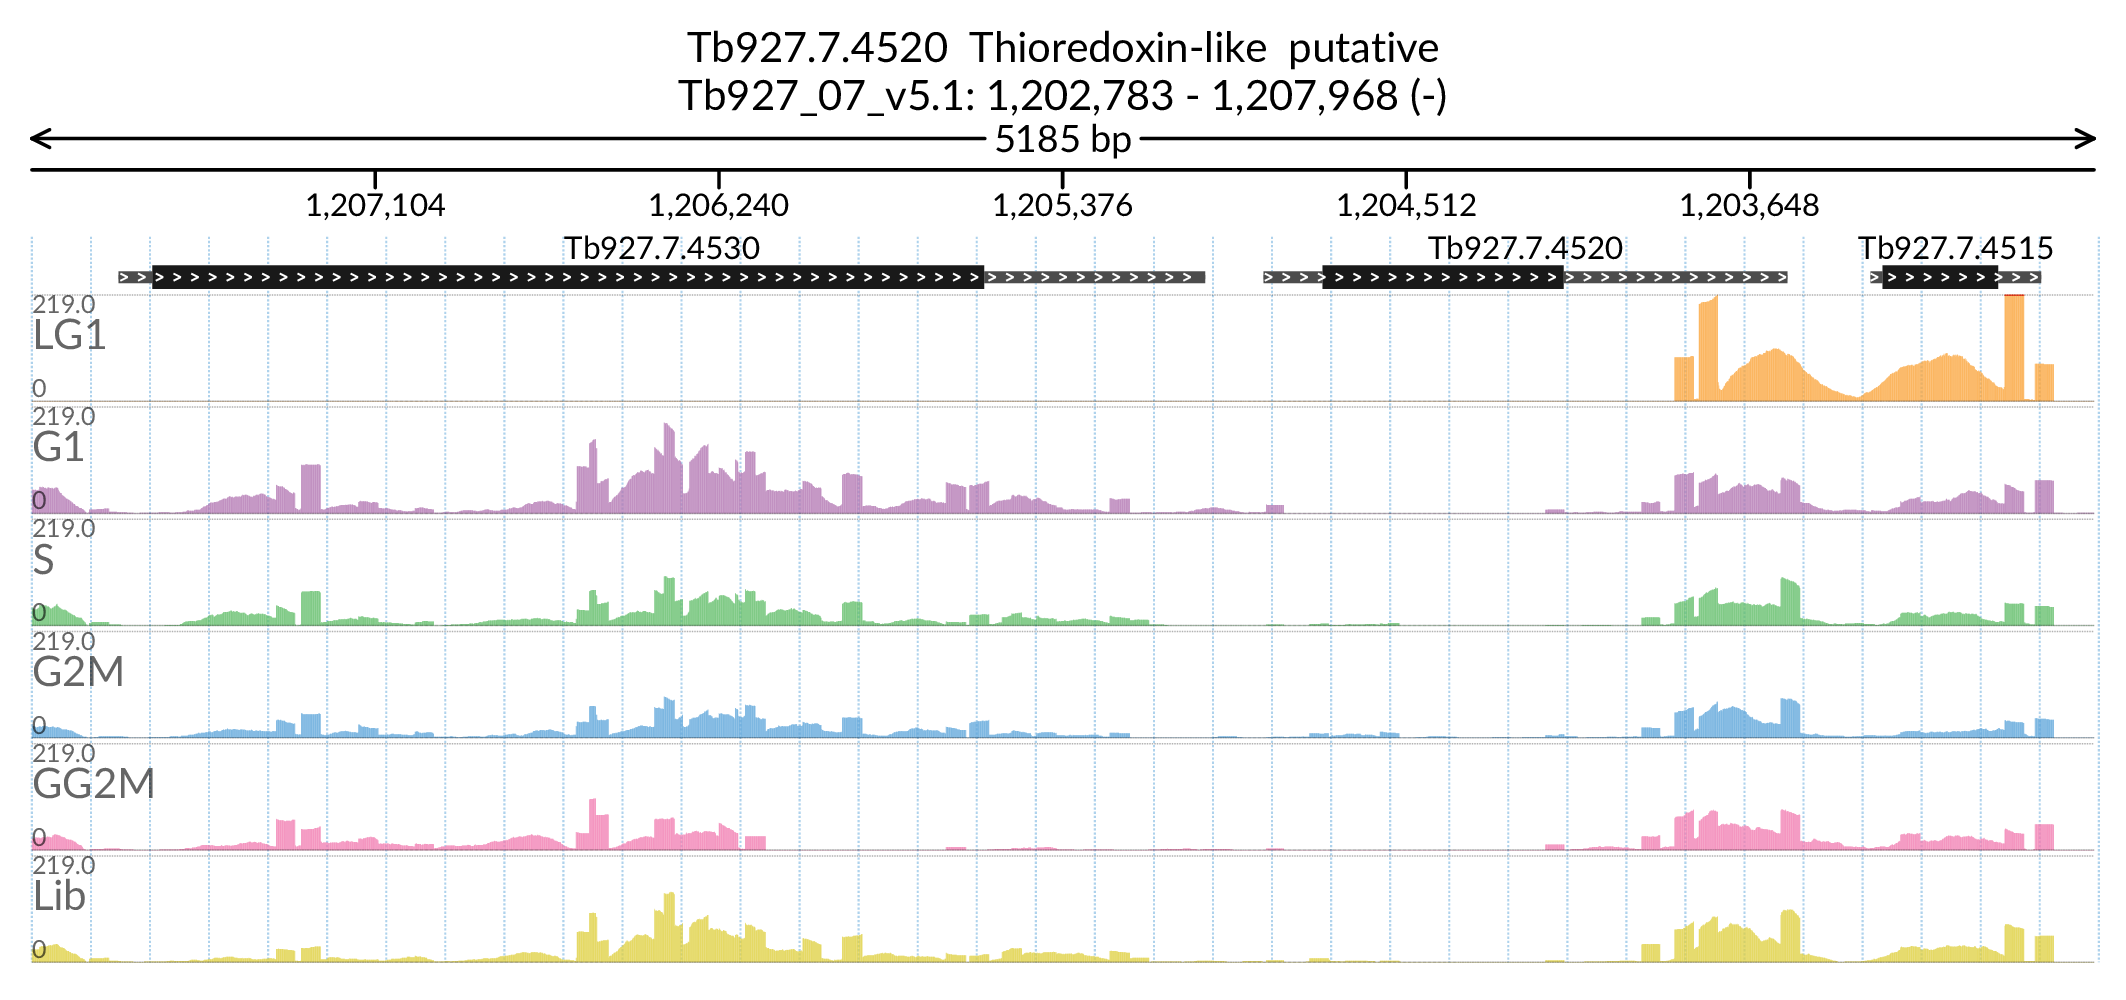 Tb927.7.4520 Thioredoxin-like putative
Tb927_07_v5.1: 1,202,783 - 1,207,968 (-)
5185 bp
1,207,104 1,206,240 1,205,376 1,204,512 1,203,648
Tb927.7.4530 Tb927.7.4520 Tb927.7.4515
219.0
LG1
0
219.0
G1
0
219.0
S
0
219.0
G2M
0
219.0
GG2M
0
219.0
Lib
0